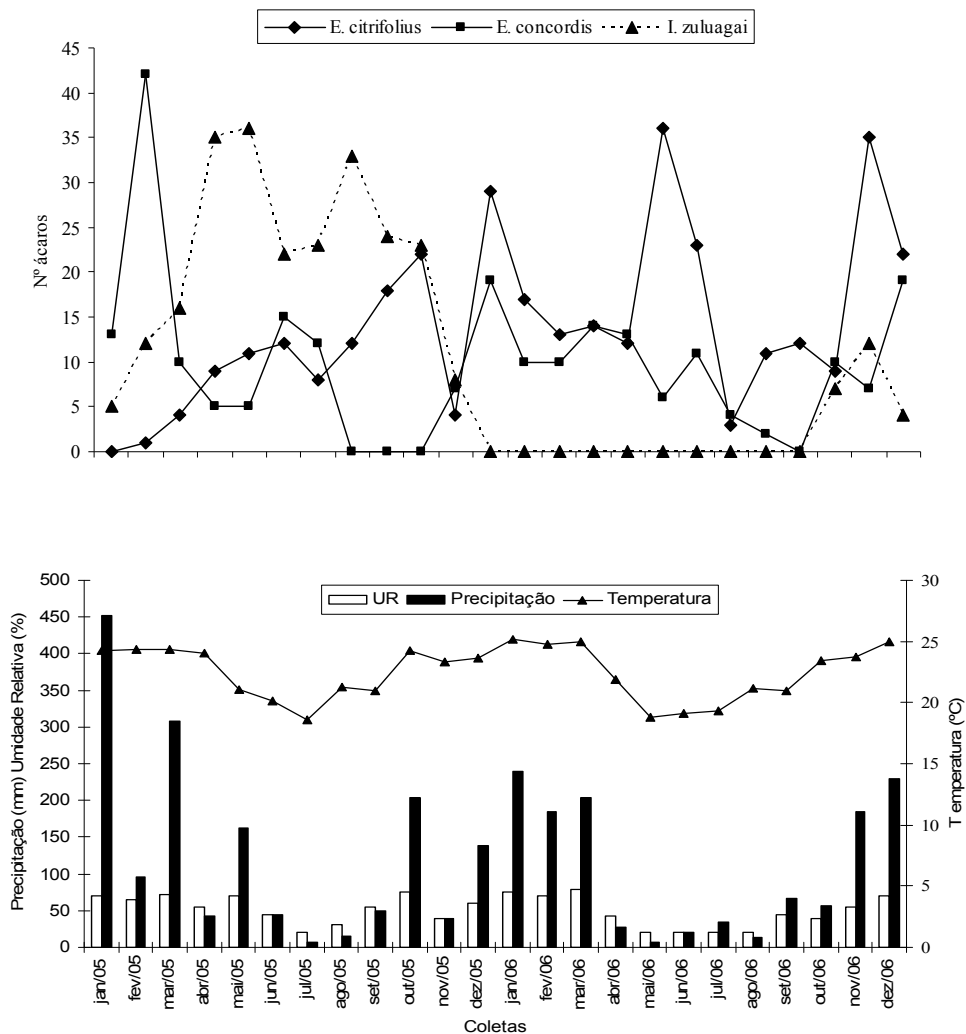 E. citrifolius E. concordis I. zuluagai
45
40
35
30
25
20
15
10
5
0
Nº ácaros
UR Precipitação Temperatura
500
450
400
350
300
250
200
150
100
50
0
Precipitação (mm) Umidade Relativa (%)
30
25
20
15
10
5
0
Temperatura (ºC)
jan/05
fev/05
mar/05
abr/05
mai/05
jun/05
jul/05
ago/05
set/05
out/05
nov/05
dez/05
jan/06
fev/06
mar/06
abr/06
mai/06
jun/06
jul/06
ago/06
set/06
out/06
nov/06
dez/06
Coletas